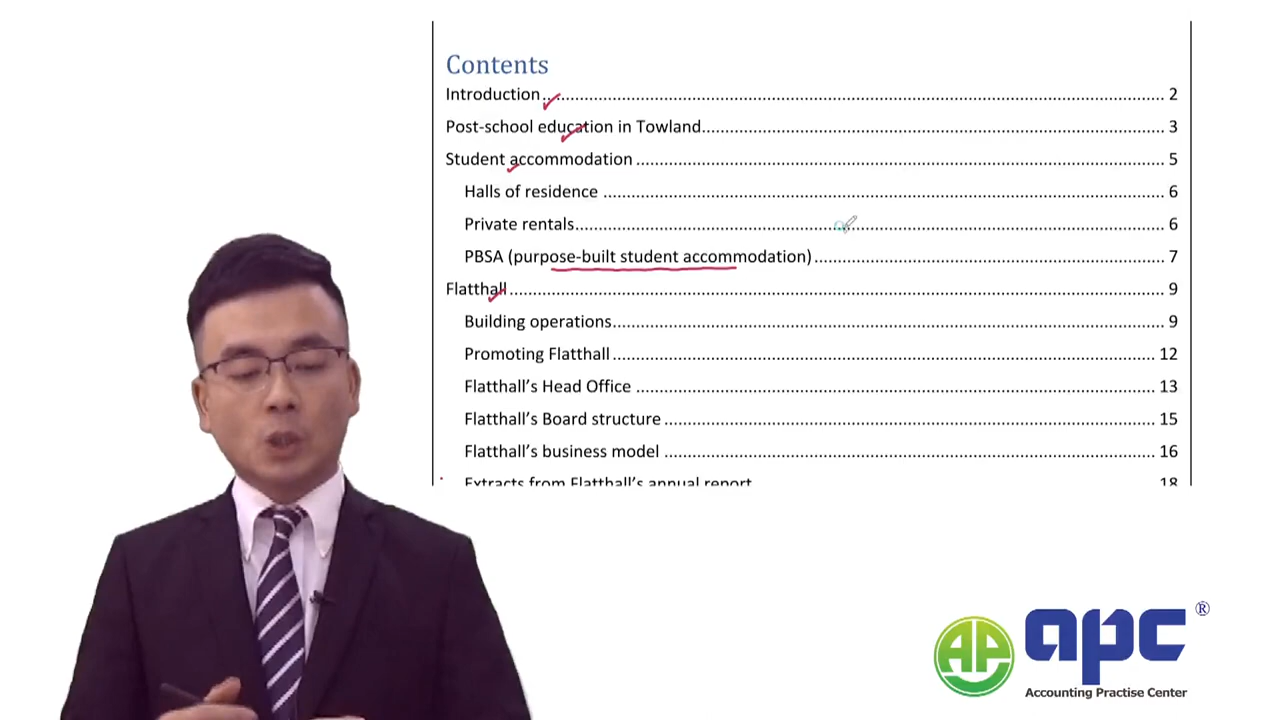 Contents
Introduction........................................................ 2
Post-school education in Towland........................................................ 3
Student accommodation ........................................................ 5
Halls of residence ........................................................ 6
Private rentals........................................................ 6
PBSA (purpose-built student accommodation)........................................................ 7
Flatthall........................................................ 9
Building operations........................................................ 9
Promoting Flatthall ........................................................ 12
Flatthall’s Head Office ........................................................ 13
Flatthall’s Board structure ........................................................ 15
Flatthall’s business model ........................................................ 16
Extracts from Flatthall’s annual report 18
AP apc ®
Accounting Practise Center